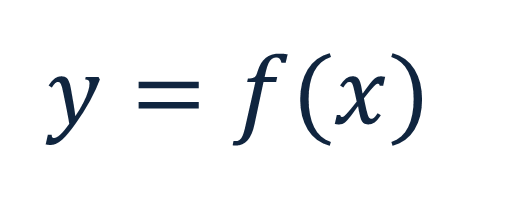 y = f(x)